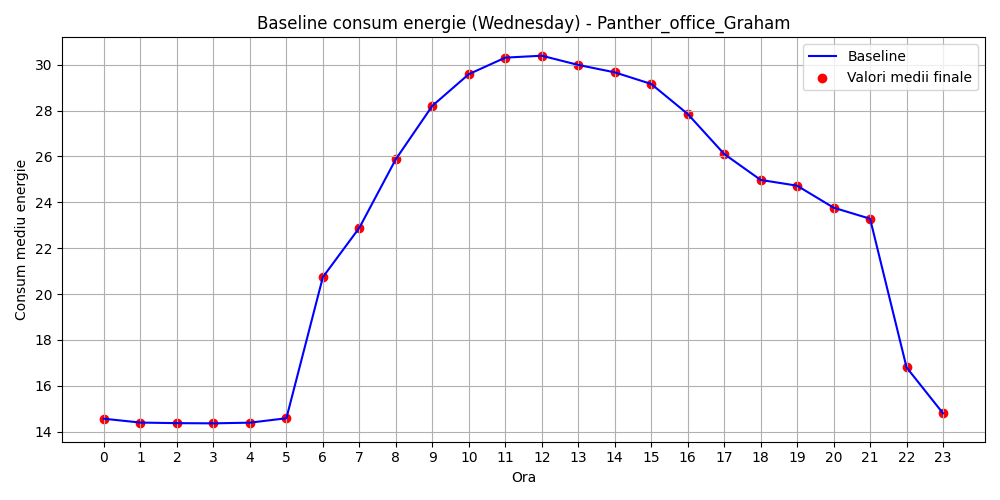 Baseline consum energie (Wednesday) - Panther_office_Graham
Baseline
Valori medii finale
Consum mediu energie
30
28
26
24
22
20
18
16
14
0 1 2 3 4 5 6 7 8 9 10 11 12 13 14 15 16 17 18 19 20 21 22 23
Ora